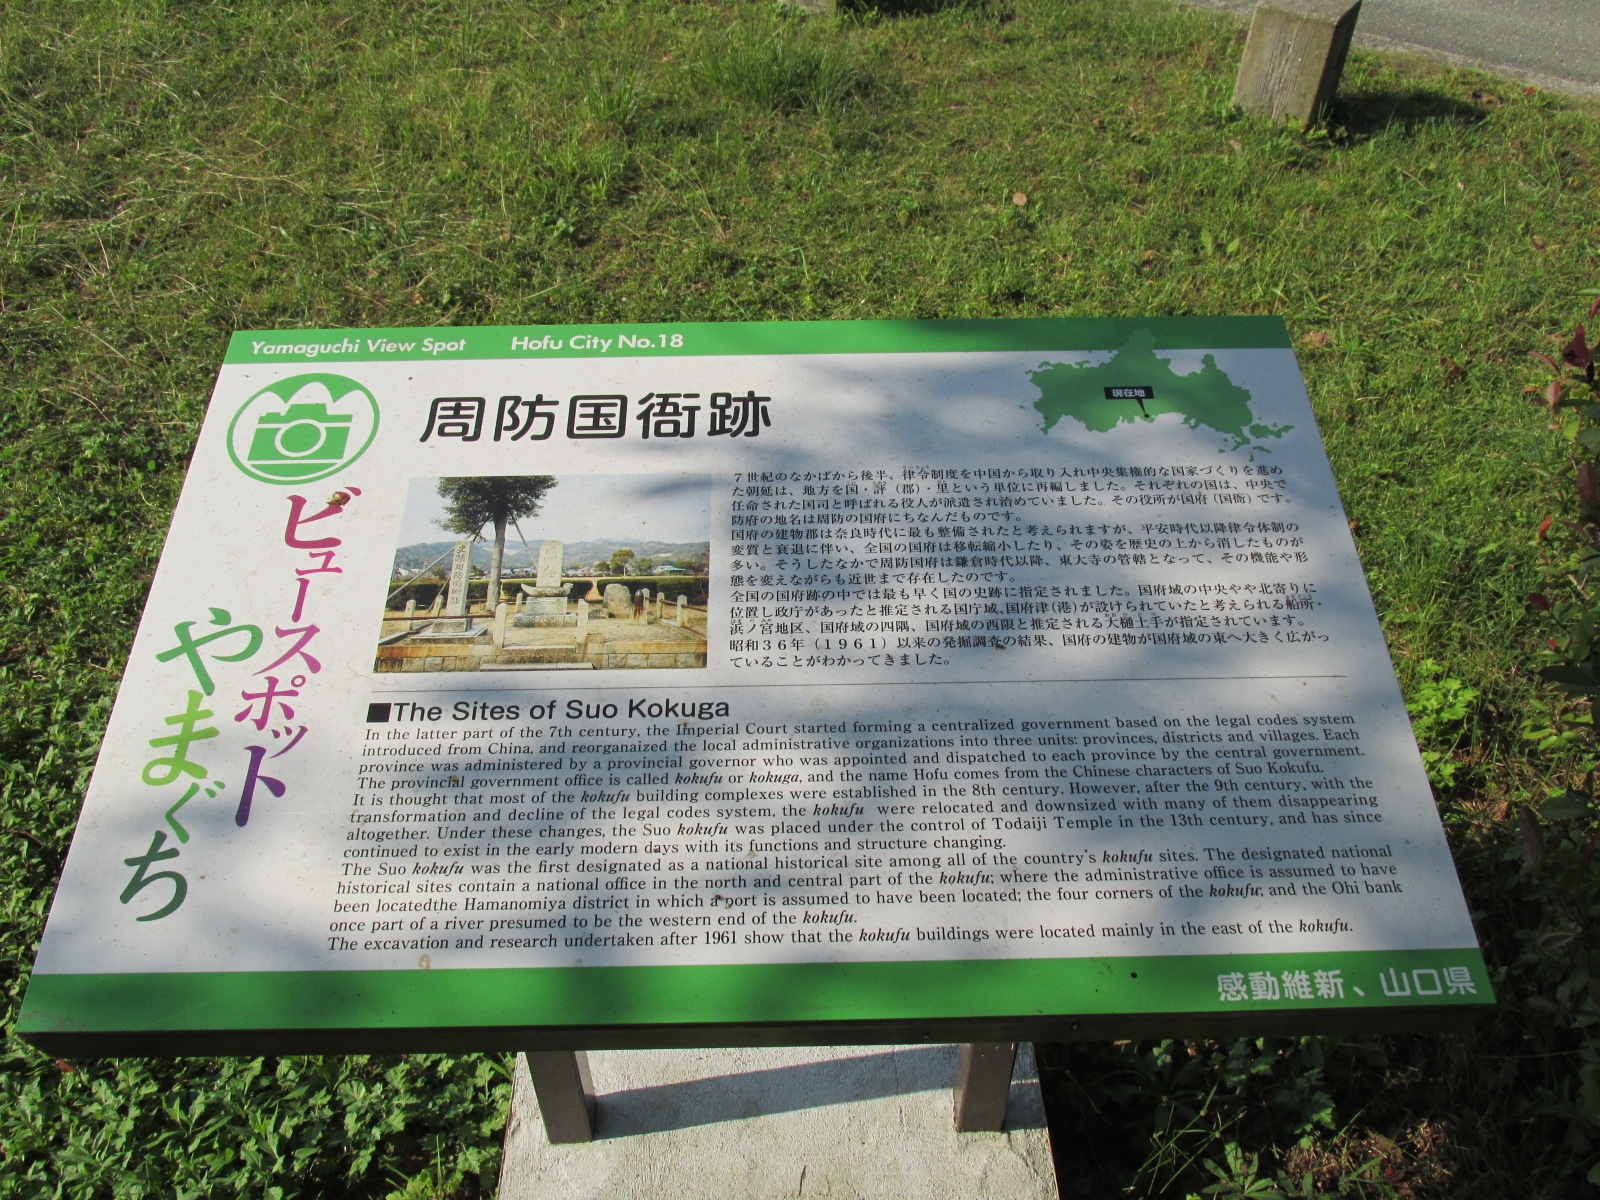 Yamaguchi View Spot Hofu City No.18
現在地
周防国衙跡
ビュースポット
やまぐち
7世紀のなかばから後半、律令制度を中国から取り入れ中央集権的な国家づくりを進め
た朝廷は、地方を国・評(郡)・里という単位に再編しました。それぞれの国は、中央で
任命された国司と呼ばれる役人が派遣され治めていました。その役所が国府(国衙)です。
防府の地名は周防の国府にちなんだものです。
国府の建物郡は奈良時代に最も整備されたと考えられますが、平安時代以降律令体制の
変質と衰退に伴い、全国の国府は移転縮小したり、その姿を歴史の上から消したものが
多い。そうしたなかで周防国府は鎌倉時代以降、東大寺の管轄となって、その機能や形
態を変えながらも近世まで存在したのです。
全国の国府跡の中では最も早く国の史跡に指定されました。国府域の中央やや北寄りに
位置し政庁があったと推定される国庁域、国府津(港)が設けられていたと考えられる船所・
浜ノ宮地区、国府域の四隅、国府域の西限と推定される大樋土手が指定されています。
昭和36年(1961)以来の発掘調査の結果、国府の建物が国府域の東へ大きく広がっ
ていることがわかってきました。
■The Sites of Suo Kokuga
In the latter part of the 7th century, the Imperial Court started forming a centralized government based on the legal codes system
introduced from China, and reorganaized the local administrative organizations into three units: provinces, districts and villages. Each
province was administered by a provincial governor who was appointed and dispatched to each province by the central government.
The provincial government office is called kokufu or kokuga, and the name Hofu comes from the Chinese characters of Suo Kokufu.
It is thought that most of the kokufu building complexes were established in the 8th century. However, after the 9th century, with the
transformation and decline of the legal codes system, the kokufu were relocated and downsized with many of them disappearing
altogether. Under these changes, the Suo kokufu was placed under the control of Todaiji Temple in the 13th century, and has since
continued to exist in the early modern days with its functions and structure changing.
The Suo kokufu was the first designated as a national historical site among all of the country's kokufu sites. The designated national
historical sites contain a national office in the north and central part of the kokufu; where the administrative office is assumed to have
been locatedthe Hamanomiya district in which a port is assumed to have been located; the four corners of the kokufu; and the Ohi bank
once part of a river presumed to be the western end of the kokufu.
The excavation and research undertaken after 1961 show that the kokufu buildings were located mainly in the east of the kokufu.
感動維新、山口県